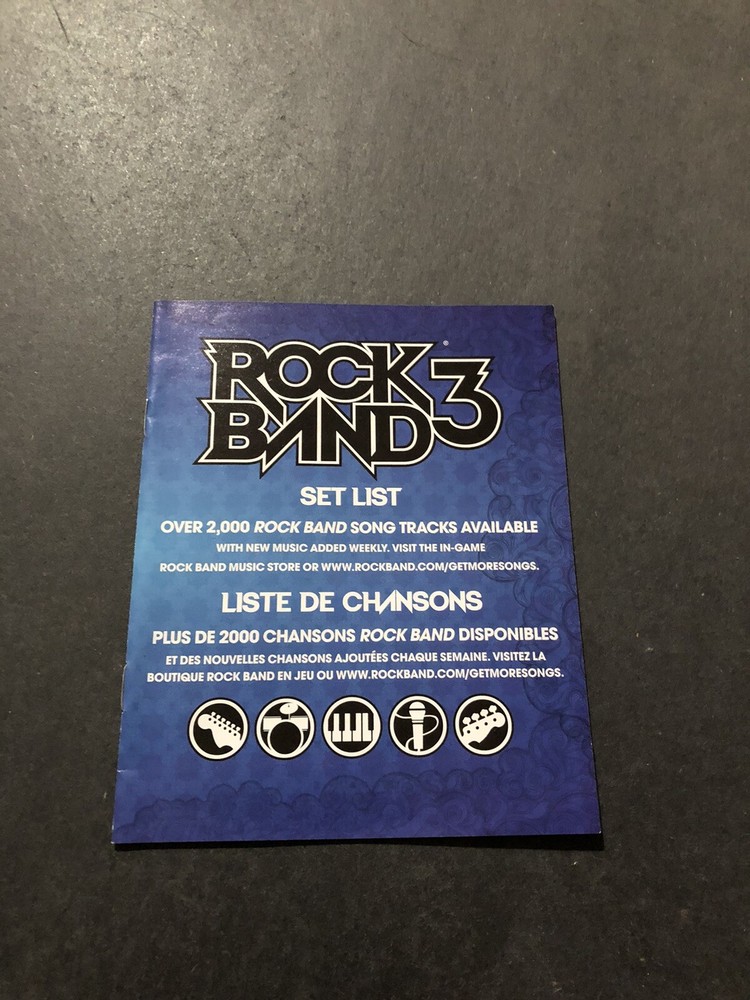 ROCK
BAND 3
®
SET LIST
OVER 2,000 ROCK BAND SONG TRACKS AVAILABLE
WITH NEW MUSIC ADDED WEEKLY. VISIT THE IN-GAME
ROCK BAND MUSIC STORE OR WWW.ROCKBAND.COM/GETMORESONGS.
LISTE DE CHANSONS
PLUS DE 2000 CHANSONS ROCK BAND DISPONIBLES
ET DES NOUVELLES CHANSONS AJOUTÉES CHAQUE SEMAINE. VISITEZ LA
BOUTIQUE ROCK BAND EN JEU OU WWW.ROCKBAND.COM/GETMORESONGS.